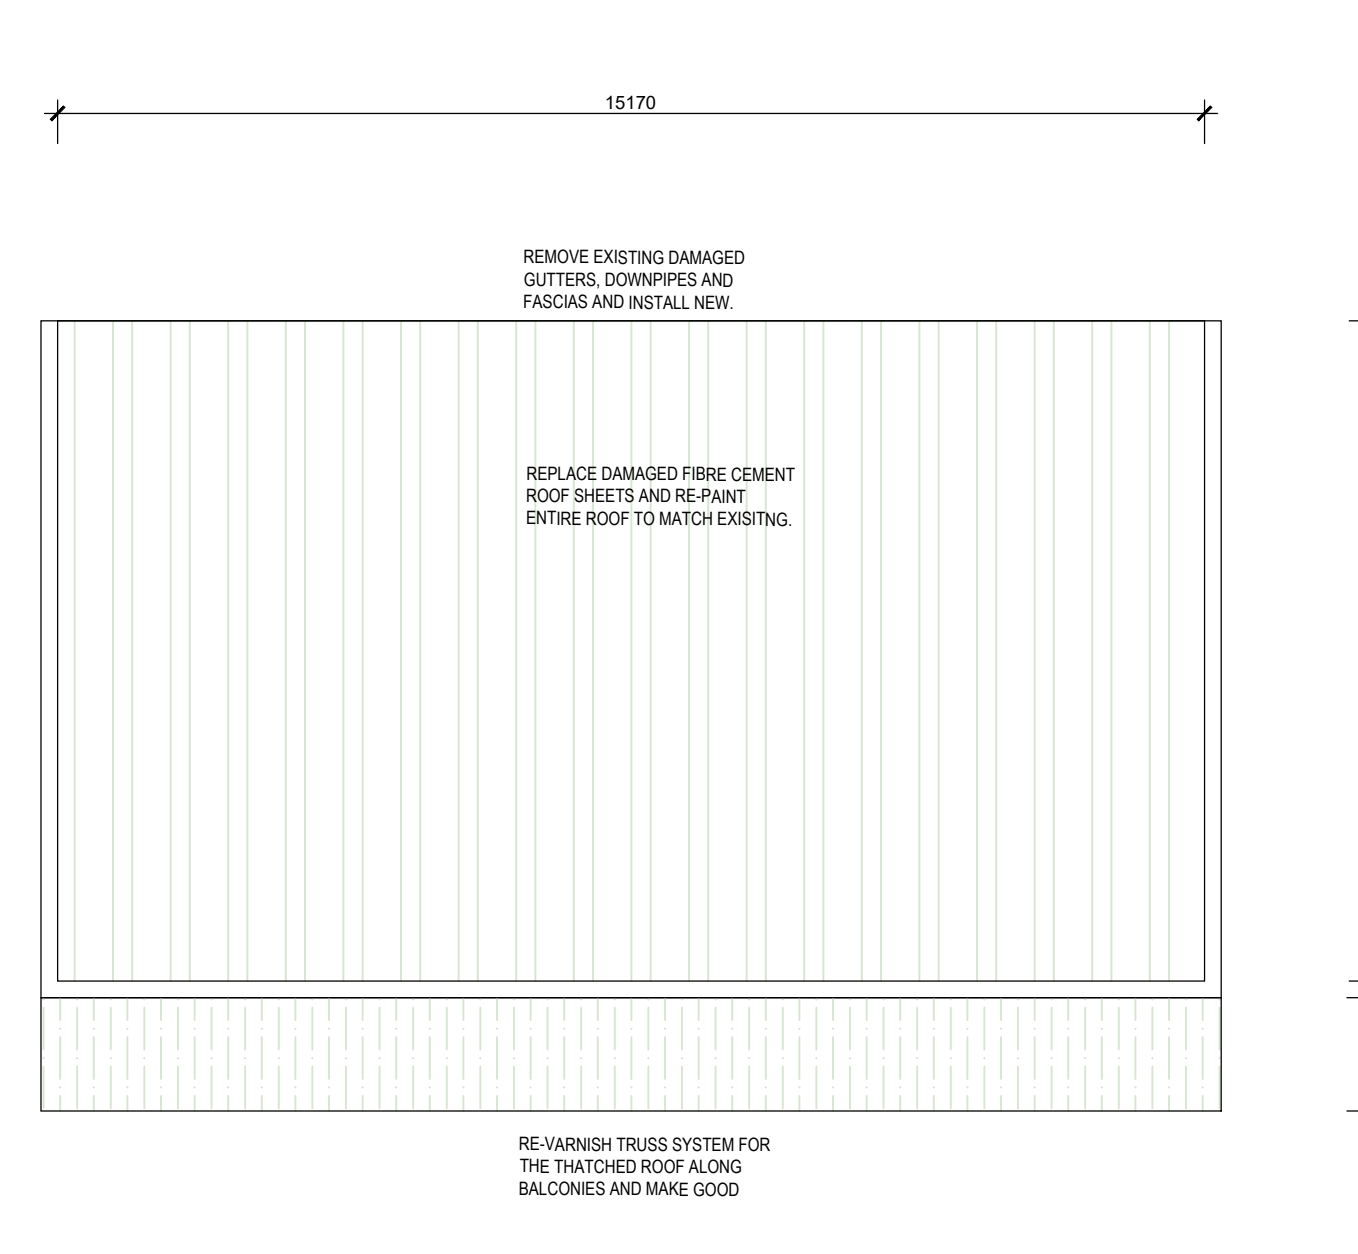 15170
REMOVE EXISTING DAMAGED
GUTTERS, DOWNPIPES AND
FASCIAS AND INSTALL NEW.
REPLACE DAMAGED FIBRE CEMENT
ROOF SHEETS AND RE-PAINT
ENTIRE ROOF TO MATCH EXISITNG.
RE-VARNISH TRUSS SYSTEM FOR
THE THATCHED ROOF ALONG
BALCONIES AND MAKE GOOD